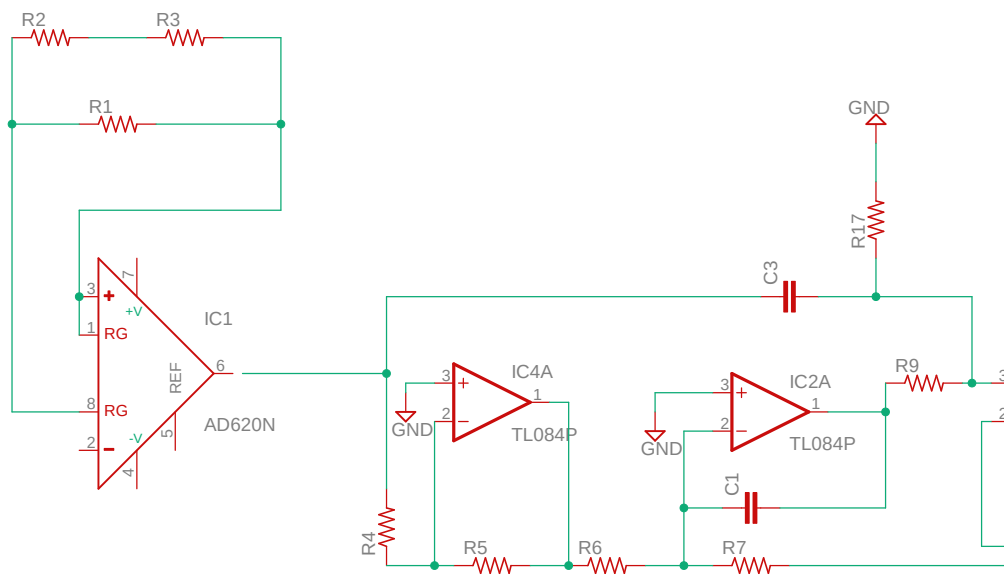 R2
R3
R1
GND
R17
C3
7
3
+
+V
IC1
1
RG
REF
6
IC4A
R9
8
RG
3
+
1
IC2A
3
3
+
1
AD620N
2
-
-V
5
4
GND
2
-
TL084P
2
-
GND
TL084P
2
C1
R4
R5
R6
R7